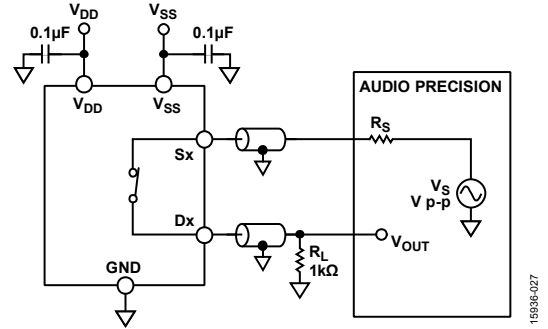 VDD
VSS
0.1µF
0.1µF
VDD
VSS
AUDIO PRECISION
RS
Sx
VS
V p-p
Dx
VOUT
RL
1kΩ
GND
15936-027